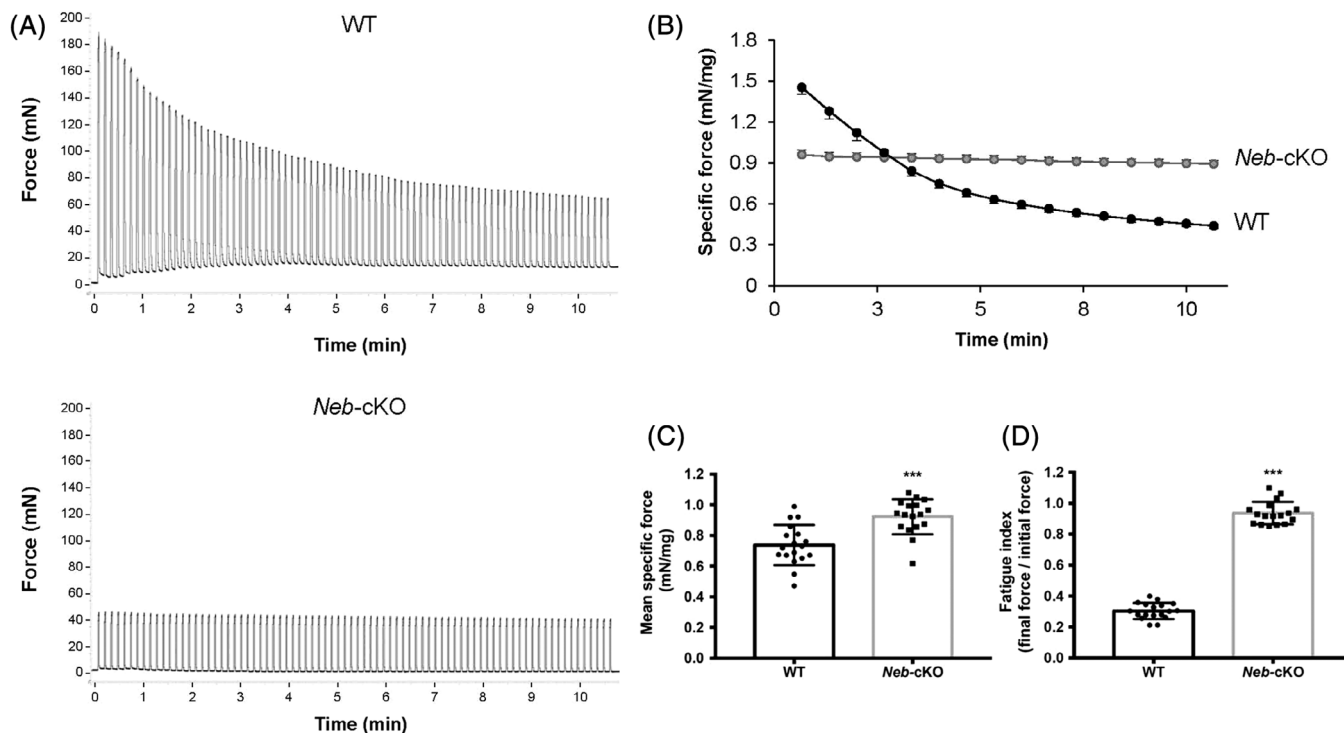 (A)
WT
Force (mN)
200
180
160
140
120
100
80
60
40
20
0
0 1 2 3 4 5 6 7 8 9 10
Time (min)
Neb-cKO
Force (mN)
200
180
160
140
120
100
80
60
40
20
0
0 1 2 3 4 5 6 7 8 9 10
Time (min)
(B)
Specific force (mN/mg)
1.8
1.5
1.2
0.9
0.6
0.3
0
0 3 5 8 10
Time (min)
Neb-cKO
WT
(C)
Mean specific force
(mN/mg)
1.2
1.0
0.8
0.6
0.4
0.2
0.0
***
WT Neb-cKO
(D)
Fatigue index
(final force / initial force)
1.2
1.0
0.8
0.6
0.4
0.2
0.0
***
WT Neb-cKO